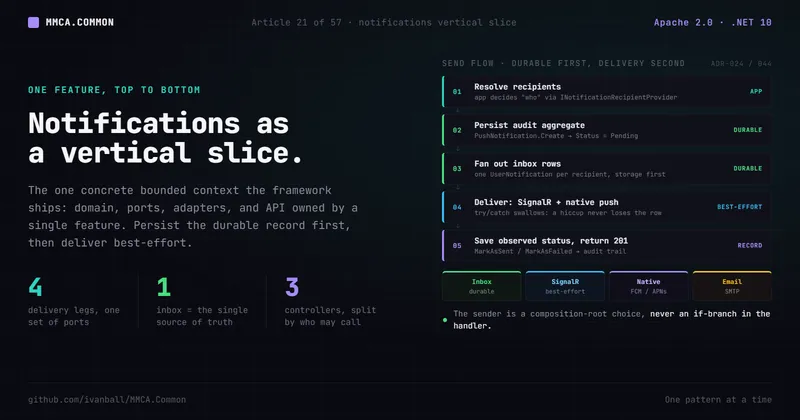 MMCA.COMMON
Article 21 of 57 · notifications vertical slice
Apache 2.0 · .NET 10
ONE FEATURE, TOP TO BOTTOM
Notifications as
a vertical slice.
The one concrete bounded context the framework
ships: domain, ports, adapters, and API owned by a
single feature. Persist the durable record first,
then deliver best-effort.
4
delivery legs, one
set of ports
1
inbox = the single
source of truth
3
controllers, split
by who may call
SEND FLOW · DURABLE FIRST, DELIVERY SECOND
ADR-024 / 044
01
Resolve recipients
app decides "who" via INotificationRecipientProvider
APP
02
Persist audit aggregate
PushNotification.Create → Status = Pending
DURABLE
03
Fan out inbox rows
one UserNotification per recipient, storage first
DURABLE
04
Deliver: SignalR + native push
try/catch swallows: a hiccup never loses the row
BEST-EFFORT
05
Save observed status, return 201
MarkAsSent / MarkAsFailed → audit trail
RECORD
Inbox
durable
SignalR
best-effort
Native
FCM / APNs
Email
SMTP
The sender is a composition-root choice, never an if-branch in the
handler.
github.com/ivanball/MMCA.Common
One pattern at a time